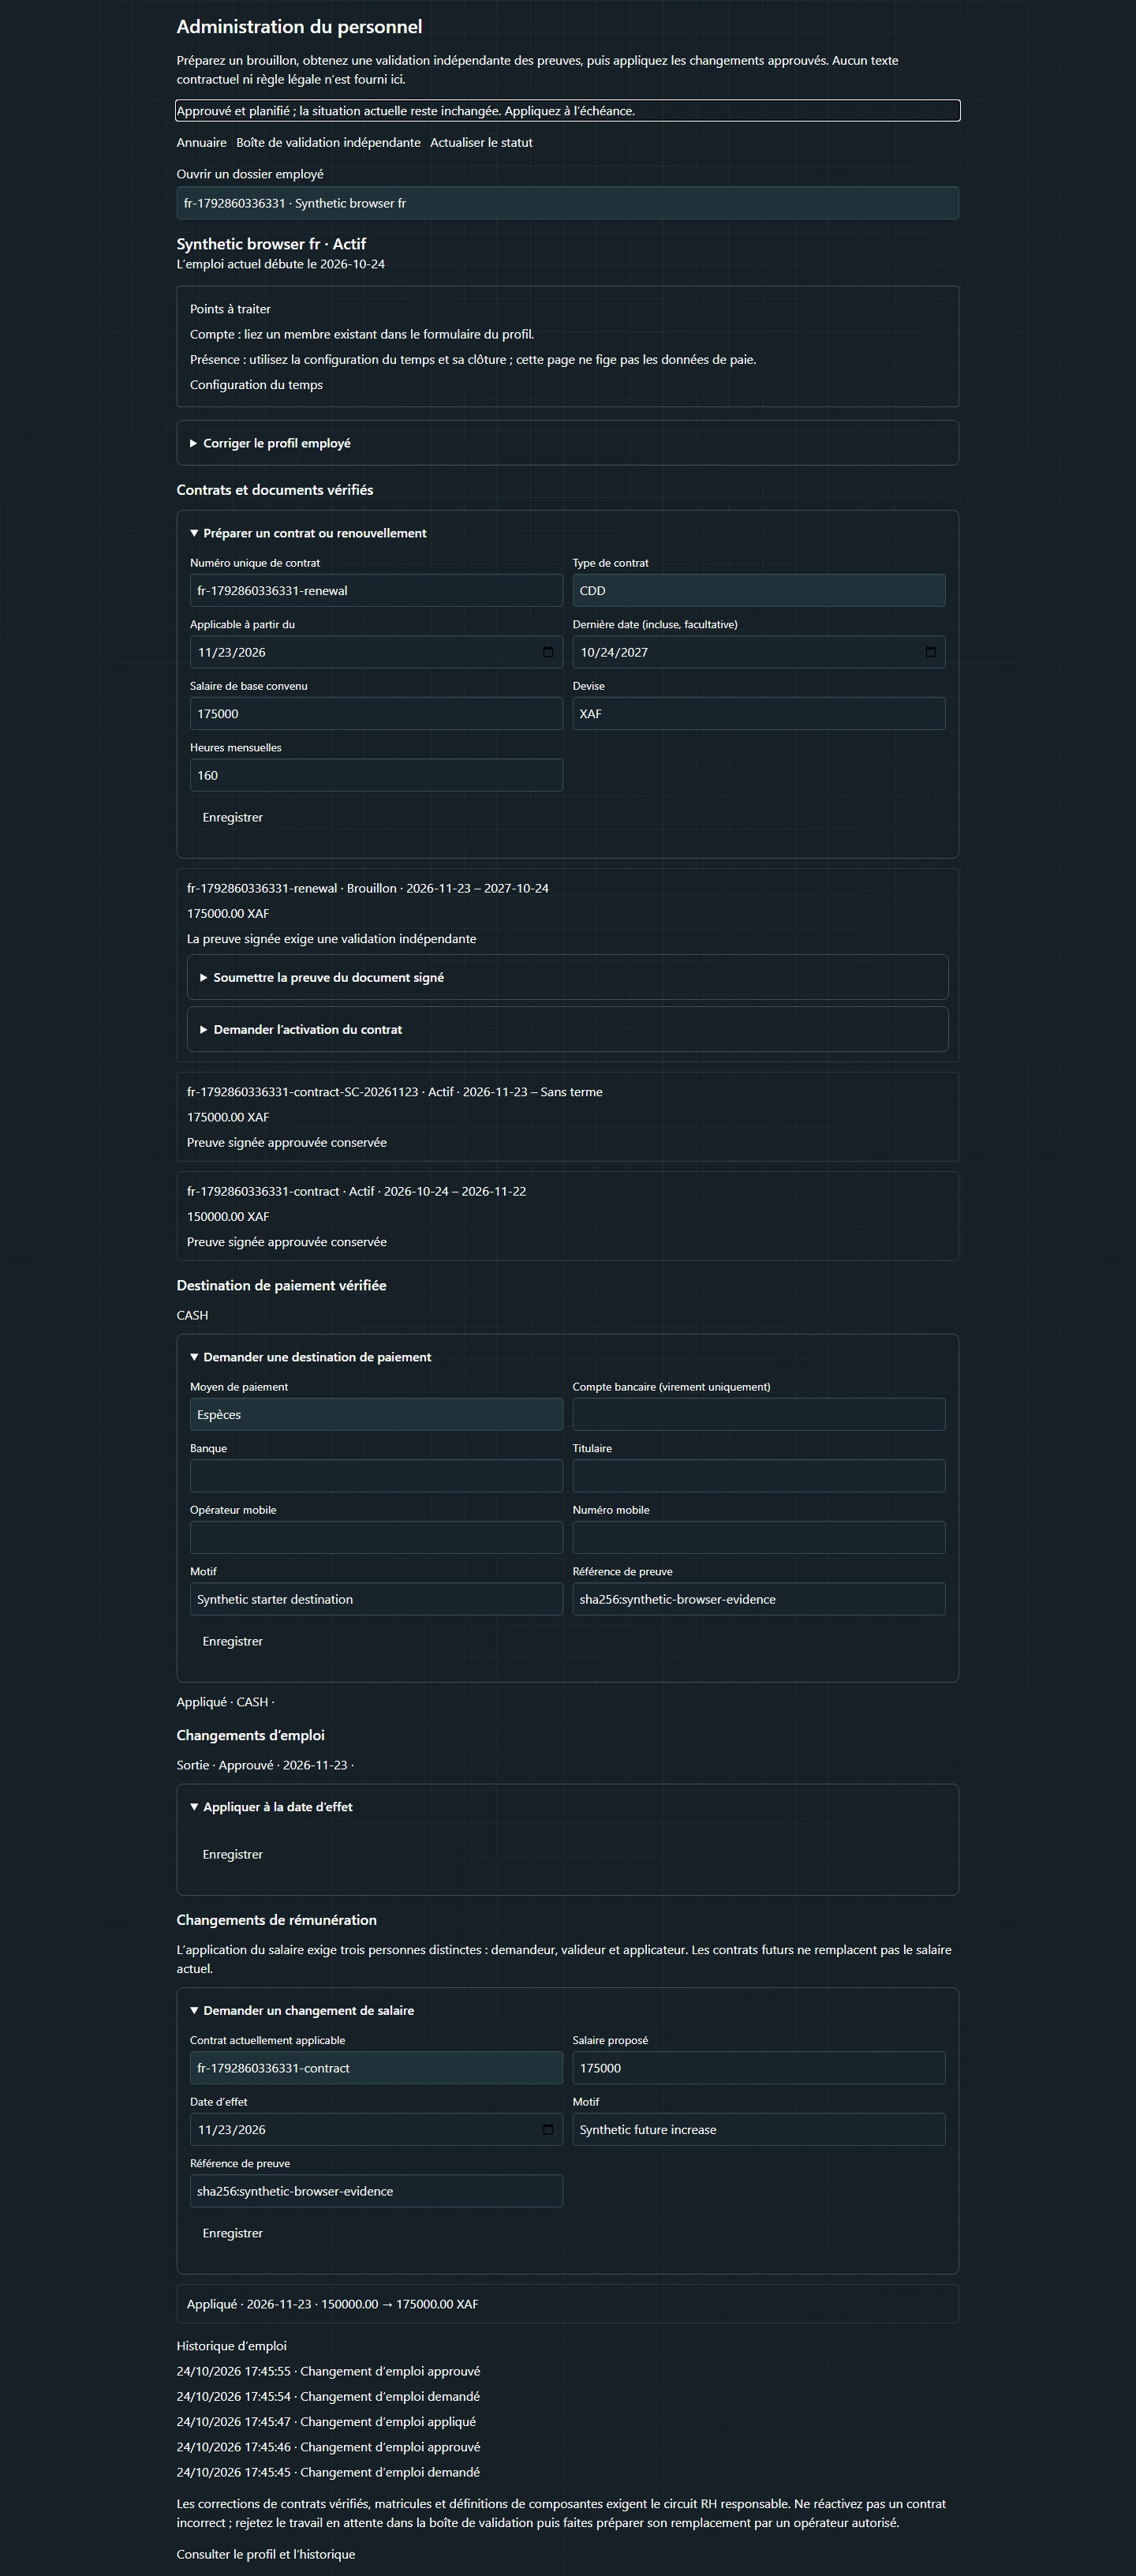 Administration du personnel
Préparez un brouillon, obtenez une validation indépendante des preuves, puis appliquez les changements approuvés. Aucun texte
contractuel ni règle légale n’est fourni ici.
Approuvé et planifié ; la situation actuelle reste inchangée. Appliquez à l’échéance.
Annuaire Boîte de validation indépendante Actualiser le statut
Ouvrir un dossier employé
fr-1792860336331 · Synthetic browser fr
Synthetic browser fr · Actif
L’emploi actuel débute le 2026-10-24
Points à traiter
Compte : liez un membre existant dans le formulaire du profil.
Présence : utilisez la configuration du temps et sa clôture ; cette page ne fige pas les données de paie.
Configuration du temps
▶ Corriger le profil employé
Contrats et documents vérifiés
▼ Préparer un contrat ou renouvellement
Numéro unique de contrat Type de contrat
fr-1792860336331-renewal CDD
Applicable à partir du Dernière date (incluse, facultative)
11/23/2026 10/24/2027
Salaire de base convenu Devise
175000 XAF
Heures mensuelles
160
Enregistrer
fr-1792860336331-renewal · Brouillon · 2026-11-23 – 2027-10-24
175000.00 XAF
La preuve signée exige une validation indépendante
▶ Soumettre la preuve du document signé
▶ Demander l’activation du contrat
fr-1792860336331-contract-SC-20261123 · Actif · 2026-11-23 – Sans terme
175000.00 XAF
Preuve signée approuvée conservée
fr-1792860336331-contract · Actif · 2026-10-24 – 2026-11-22
150000.00 XAF
Preuve signée approuvée conservée
Destination de paiement vérifiée
CASH
▼ Demander une destination de paiement
Moyen de paiement Compte bancaire (virement uniquement)
Espèces
Banque Titulaire
Opérateur mobile Numéro mobile
Motif Référence de preuve
Synthetic starter destination sha256:synthetic-browser-evidence
Enregistrer
Appliqué · CASH ·
Changements d’emploi
Sortie · Approuvé · 2026-11-23 ·
▼ Appliquer à la date d’effet
Enregistrer
Changements de rémunération
L’application du salaire exige trois personnes distinctes : demandeur, valideur et applicateur. Les contrats futurs ne remplacent pas le salaire
actuel.
▼ Demander un changement de salaire
Contrat actuellement applicable Salaire proposé
fr-1792860336331-contract 175000
Date d’effet Motif
11/23/2026 Synthetic future increase
Référence de preuve
sha256:synthetic-browser-evidence
Enregistrer
Appliqué · 2026-11-23 · 150000.00 → 175000.00 XAF
Historique d’emploi
24/10/2026 17:45:55 · Changement d’emploi approuvé
24/10/2026 17:45:54 · Changement d’emploi demandé
24/10/2026 17:45:47 · Changement d’emploi appliqué
24/10/2026 17:45:46 · Changement d’emploi approuvé
24/10/2026 17:45:45 · Changement d’emploi demandé
Les corrections de contrats vérifiés, matricules et définitions de composantes exigent le circuit RH responsable. Ne réactivez pas un contrat
incorrect ; rejetez le travail en attente dans la boîte de validation puis faites préparer son remplacement par un opérateur autorisé.
Consulter le profil et l’historique